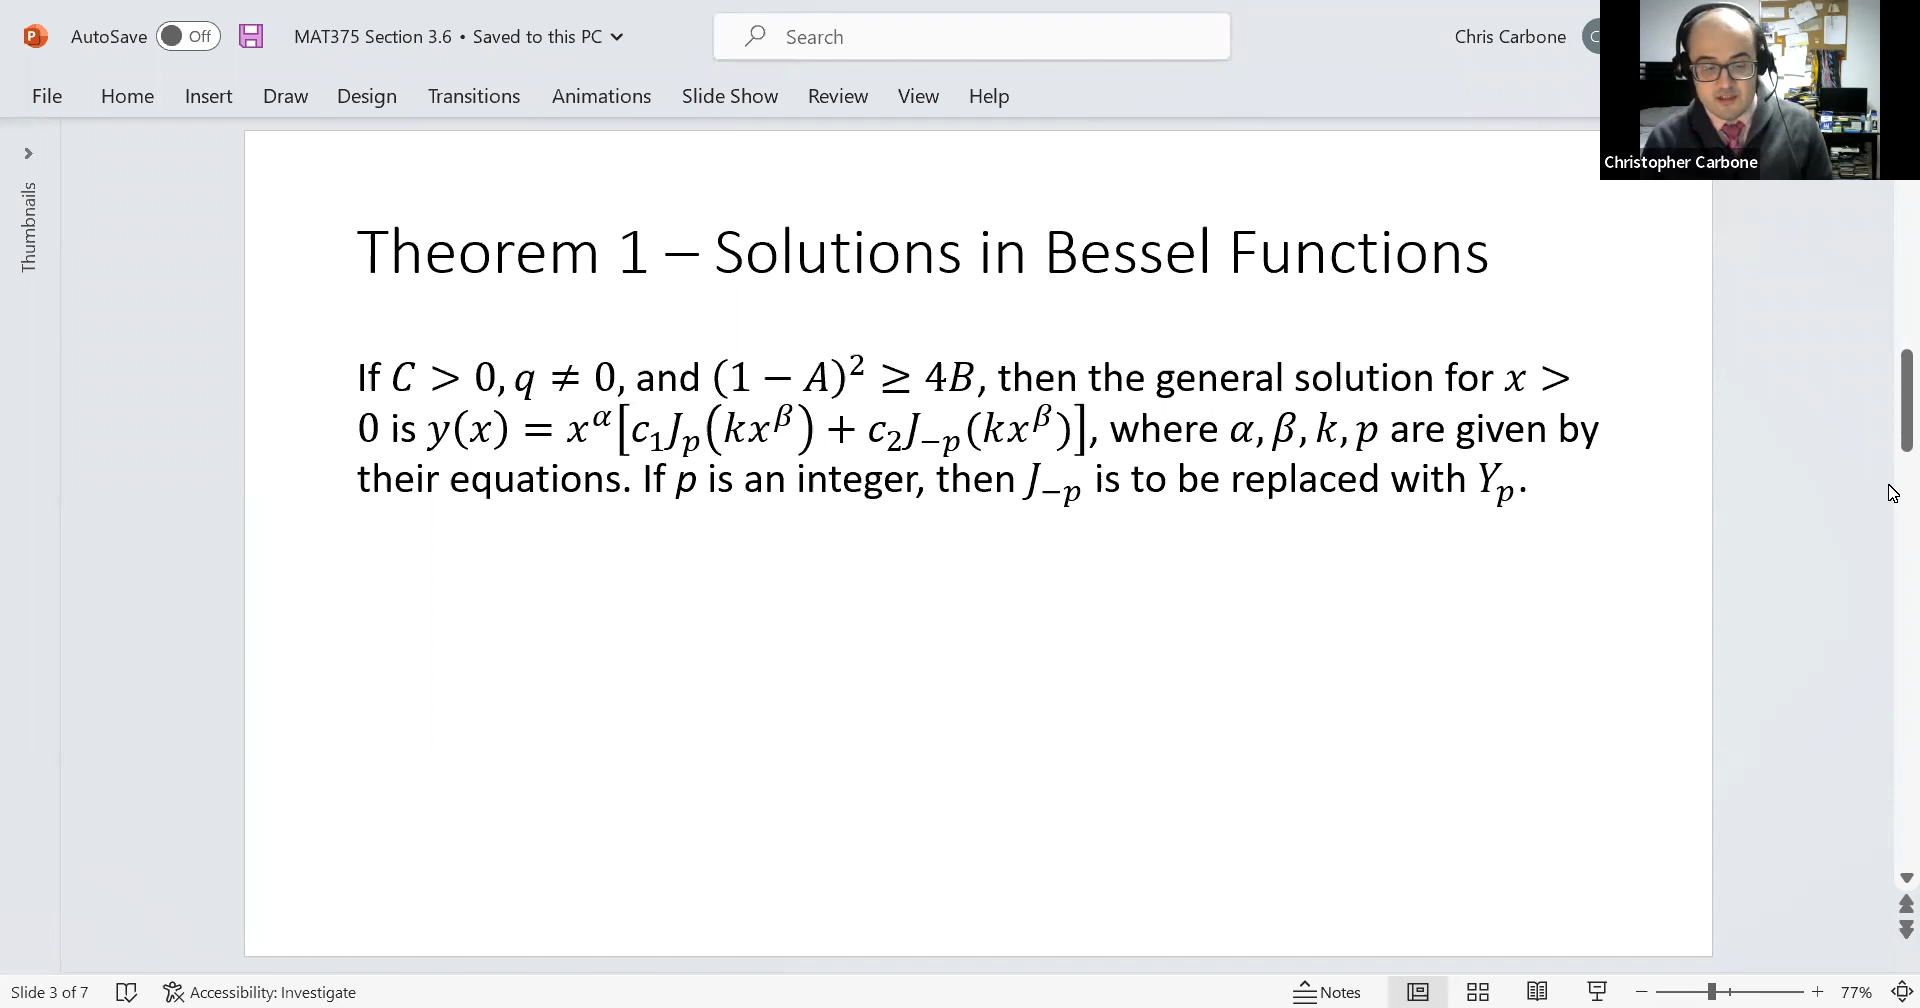 AutoSave Off MAT375 Section 3.6 • Saved to this PC Search Chris Carbone C
File Home Insert Draw Design Transitions Animations Slide Show Review View Help
Christopher Carbone
Thumbnails
Theorem 1 – Solutions in Bessel Functions
If C > 0, q ≠ 0, and (1 − A)² ≥ 4B, then the general solution for x >
0 is y(x) = x^α[c₁J_p(kx^β) + c₂J_{−p}(kx^β)], where α, β, k, p are given by
their equations. If p is an integer, then J_{−p} is to be replaced with Y_p.
Slide 3 of 7 Accessibility: Investigate Notes 77%